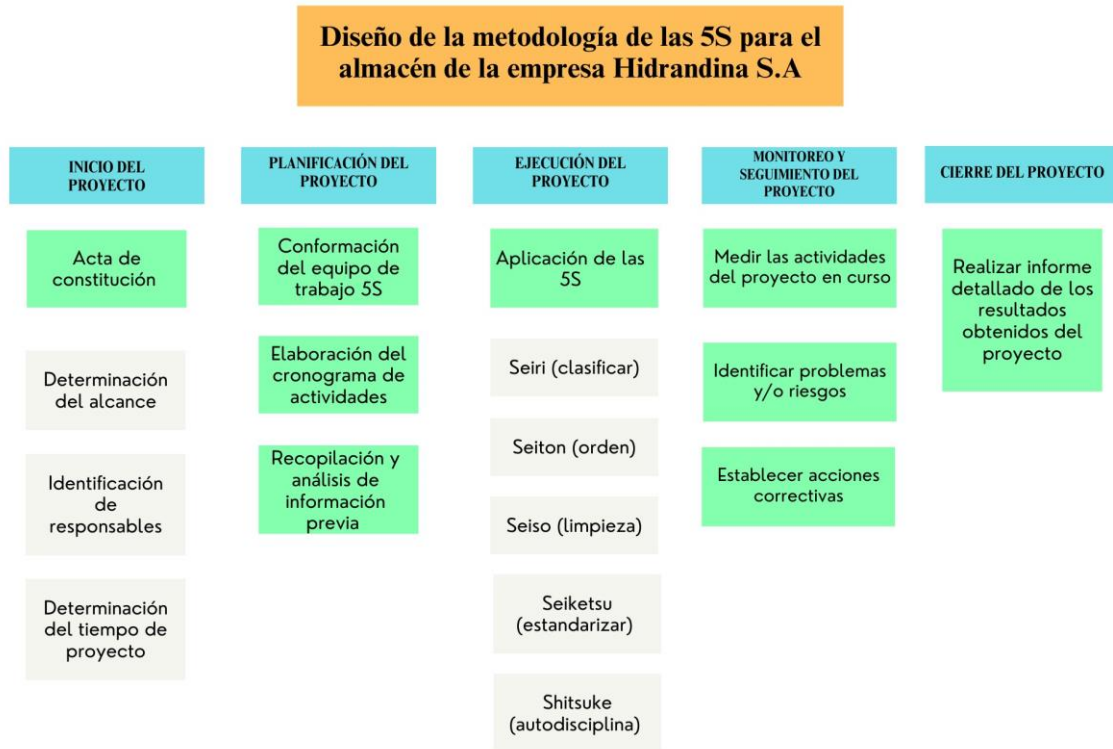 Diseño de la metodología de las 5S para el
almacén de la empresa Hidrandina S.A
INICIO DEL
PROYECTO
Acta de
constitución
Determinación
del alcance
Identificación
de
responsables
Determinación
del tiempo de
proyecto
PLANIFICACIÓN DEL
PROYECTO
Conformación
del equipo de
trabajo 5S
Elaboración del
cronograma de
actividades
Recopilación y
análisis de
información
previa
EJECUCIÓN DEL
PROYECTO
Aplicación de las
5S
Seiri (clasificar)
Seiton (orden)
Seiso (limpieza)
Seiketsu
(estandarizar)
Shitsuke
(autodisciplina)
MONITOREO Y
SEGUIMIENTO DEL
PROYECTO
Medir las actividades
del proyecto en curso
Identificar problemas
y/o riesgos
Establecer acciones
correctivas
CIERRE DEL PROYECTO
Realizar informe
detallado de los
resultados
obtenidos del
proyecto